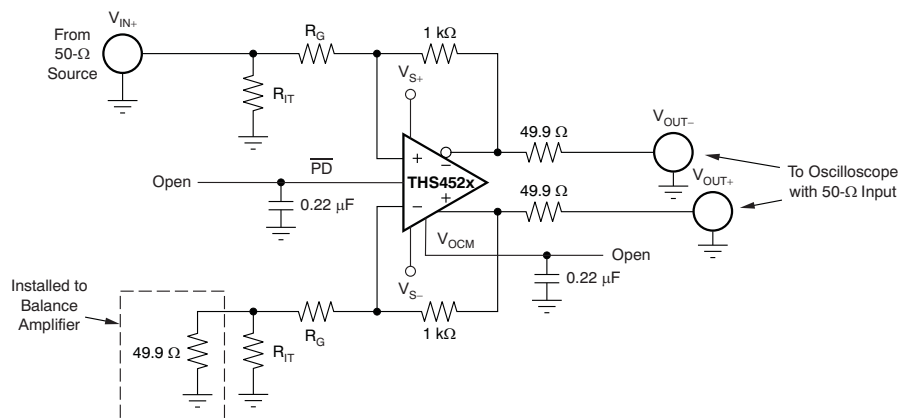 V_IN+
From
50-Ω
Source
R_G
1 kΩ
R_IT
V_S+
49.9 Ω
V_OUT−
PD
Open
+
−
THS452x
−
+
0.22 μF
49.9 Ω
V_OUT+
To Oscilloscope
with 50-Ω Input
V_OCM
Open
0.22 μF
V_S−
Installed to
Balance
Amplifier
49.9 Ω
R_IT
R_G
1 kΩ